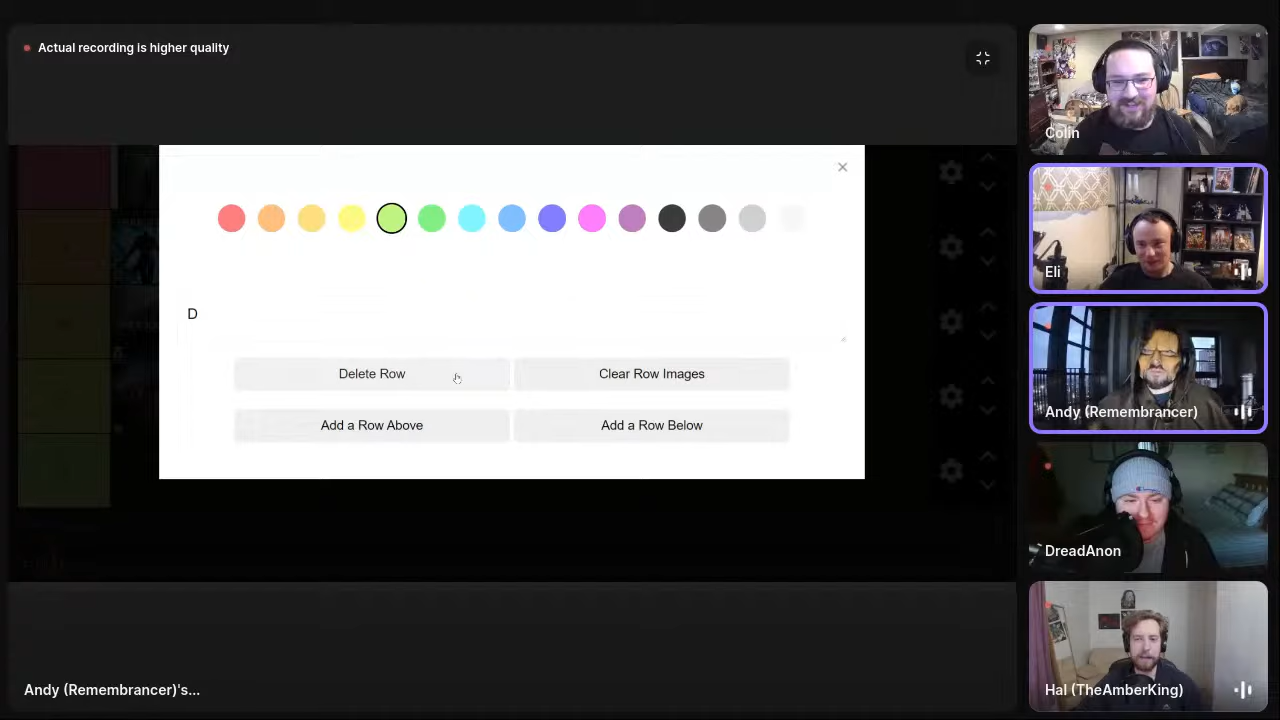 Actual recording is higher quality
Colin
Eli
D
Delete Row
Clear Row Images
Add a Row Above
Add a Row Below
Andy (Remembrancer)
DreadAnon
Andy (Remembrancer)'s...
Hal (TheAmberKing)